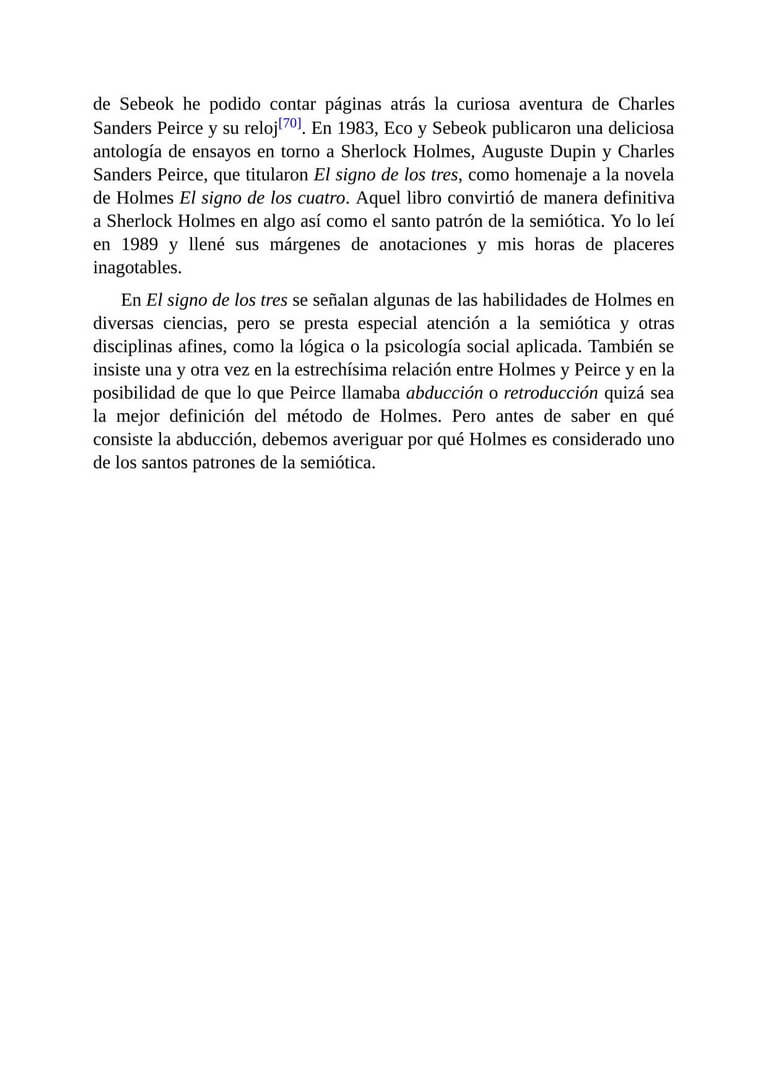 de Sebeok he podido contar páginas atrás la curiosa aventura de Charles
Sanders Peirce y su reloj[70]. En 1983, Eco y Sebeok publicaron una deliciosa
antología de ensayos en torno a Sherlock Holmes, Auguste Dupin y Charles
Sanders Peirce, que titularon El signo de los tres, como homenaje a la novela
de Holmes El signo de los cuatro. Aquel libro convirtió de manera definitiva
a Sherlock Holmes en algo así como el santo patrón de la semiótica. Yo lo leí
en 1989 y llené sus márgenes de anotaciones y mis horas de placeres
inagotables.
En El signo de los tres se señalan algunas de las habilidades de Holmes en
diversas ciencias, pero se presta especial atención a la semiótica y otras
disciplinas afines, como la lógica o la psicología social aplicada. También se
insiste una y otra vez en la estrechísima relación entre Holmes y Peirce y en la
posibilidad de que lo que Peirce llamaba abducción o retroducción quizá sea
la mejor definición del método de Holmes. Pero antes de saber en qué
consiste la abducción, debemos averiguar por qué Holmes es considerado uno
de los santos patrones de la semiótica.